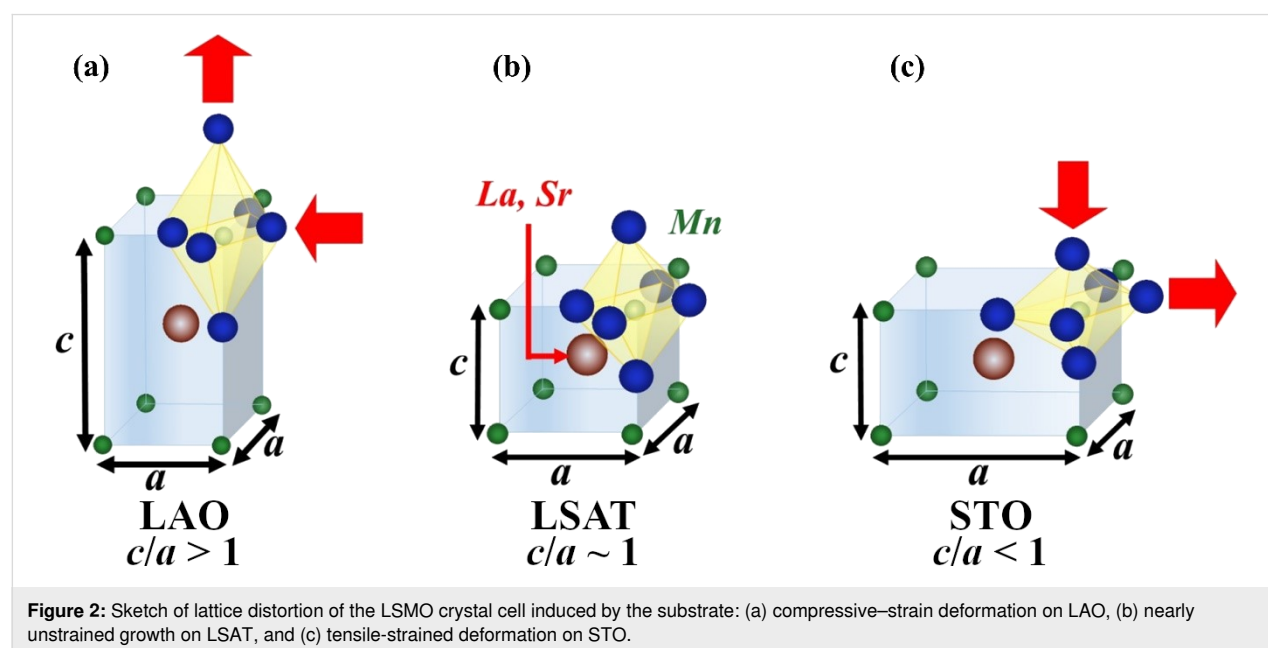 (a)
(b)
(c)
La, Sr
Mn
c
a
a
c
a
a
c
a
a
LAO
c/a > 1
LSAT
c/a ~ 1
STO
c/a < 1
Figure 2: Sketch of lattice distortion of the LSMO crystal cell induced by the substrate: (a) compressive–strain deformation on LAO, (b) nearly
unstrained growth on LSAT, and (c) tensile-strained deformation on STO.